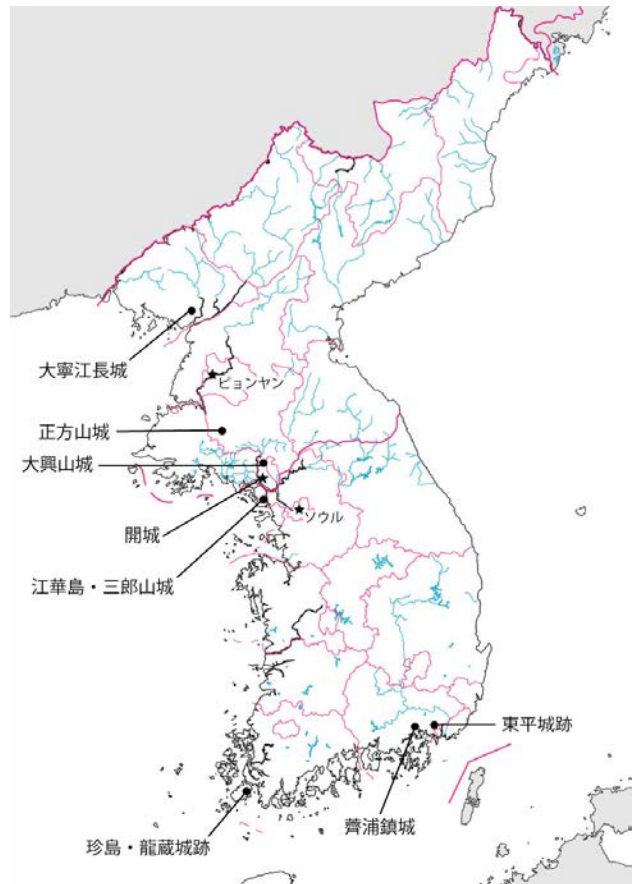 大寧江長城
ピョンヤン
正方山城
大興山城
開城
ソウル
江華島・三郎山城
東平城跡
薺浦鎮城
珍島・龍蔵城跡